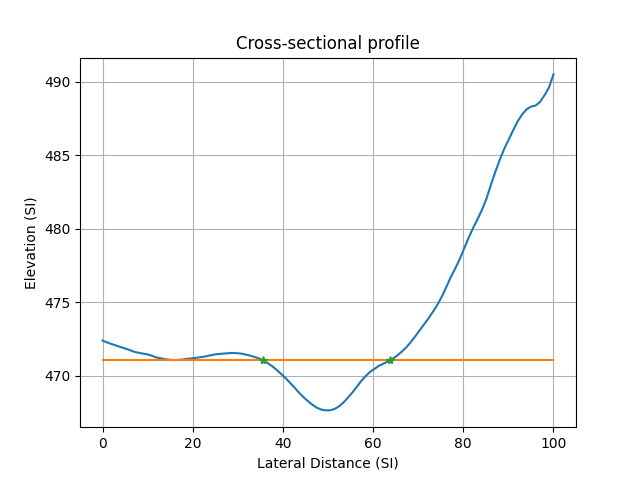 Cross-sectional profile
490
485
480
475
470
Elevation (SI)
0 20 40 60 80 100
Lateral Distance (SI)